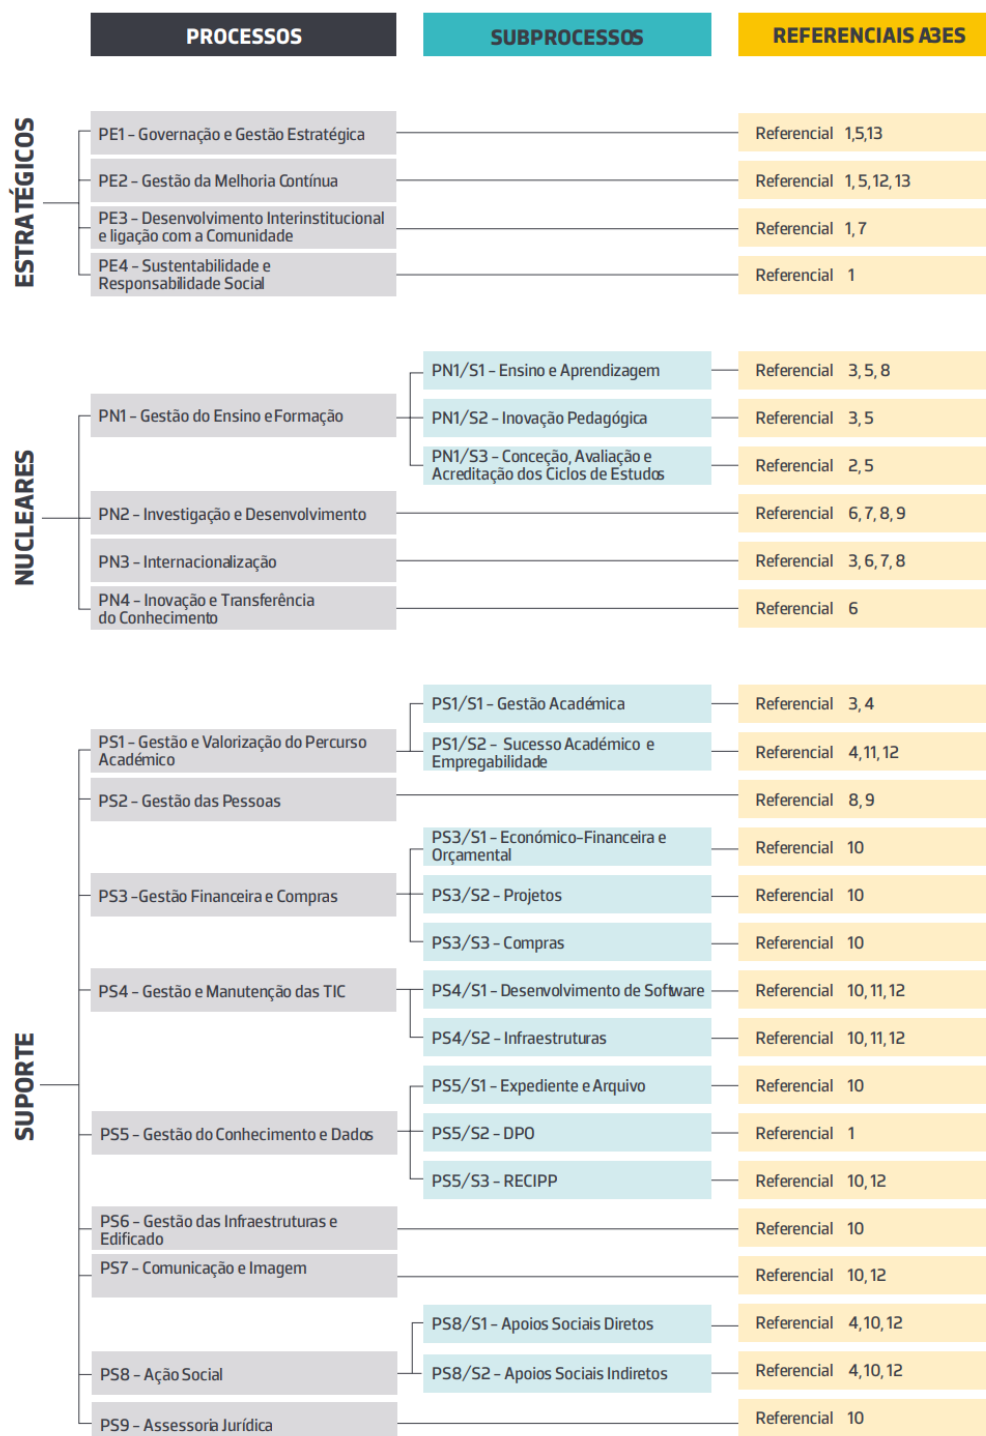 PROCESSOS
SUBPROCESSOS
REFERENCIAIS A3ES
ESTRATÉGICOS
PE1 – Governação e Gestão Estratégica
Referencial 1,5,13
PE2 – Gestão da Melhoria Contínua
Referencial 1, 5, 12, 13
PE3 – Desenvolvimento Interinstitucional
e ligação com a Comunidade
Referencial 1, 7
PE4 – Sustentabilidade e
Responsabilidade Social
Referencial 1
NUCLEARES
PN1 – Gestão do Ensino e Formação
PN1/S1 – Ensino e Aprendizagem
Referencial 3, 5, 8
PN1/S2 – Inovação Pedagógica
Referencial 3, 5
PN1/S3 – Conceção, Avaliação e
Acreditação dos Ciclos de Estudos
Referencial 2, 5
PN2 – Investigação e Desenvolvimento
Referencial 6, 7, 8, 9
PN3 – Internacionalização
Referencial 3, 6, 7, 8
PN4 – Inovação e Transferência
do Conhecimento
Referencial 6
SUPORTE
PS1 – Gestão e Valorização do Percurso
Académico
PS1/S1 – Gestão Académica
Referencial 3, 4
PS1/S2 – Sucesso Académico e
Empregabilidade
Referencial 4, 11, 12
PS2 – Gestão das Pessoas
Referencial 8, 9
PS3 –Gestão Financeira e Compras
PS3/S1 – Económico-Financeira e
Orçamental
Referencial 10
PS3/S2 – Projetos
Referencial 10
PS3/S3 – Compras
Referencial 10
PS4 – Gestão e Manutenção das TIC
PS4/S1 – Desenvolvimento de Software
Referencial 10, 11, 12
PS4/S2 – Infraestruturas
Referencial 10, 11, 12
PS5 – Gestão do Conhecimento e Dados
PS5/S1 – Expediente e Arquivo
Referencial 10
PS5/S2 – DPO
Referencial 1
PS5/S3 – RECIPP
Referencial 10, 12
PS6 – Gestão das Infraestruturas e
Edificado
Referencial 10
PS7 – Comunicação e Imagem
Referencial 10, 12
PS8 – Ação Social
PS8/S1 – Apoios Sociais Diretos
Referencial 4, 10, 12
PS8/S2 – Apoios Sociais Indiretos
Referencial 4, 10, 12
PS9 – Assessoria Jurídica
Referencial 10